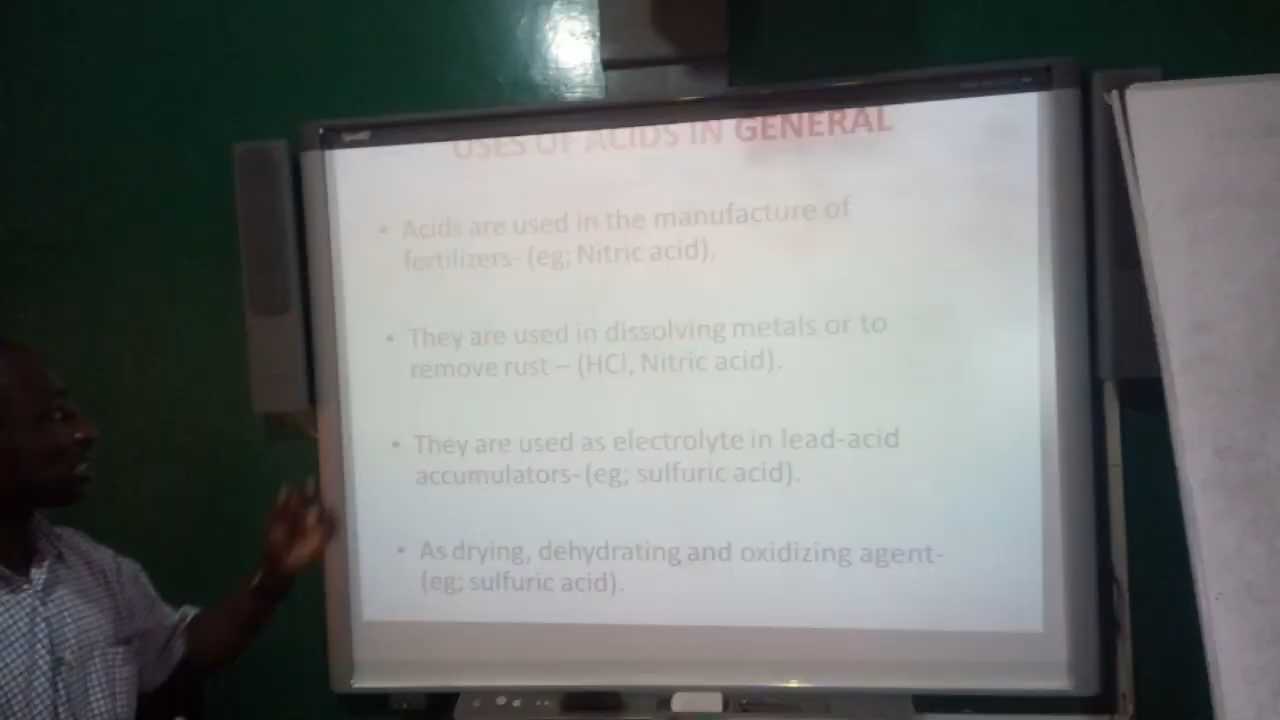 USES OF ACIDS IN GENERAL
• Acids are used in the manufacture of
fertilizers- (eg; Nitric acid).
• They are used in dissolving metals or to
remove rust – (HCl, Nitric acid).
• They are used as electrolyte in lead-acid
accumulators- (eg; sulfuric acid).
• As drying, dehydrating and oxidizing agent-
(eg; sulfuric acid).